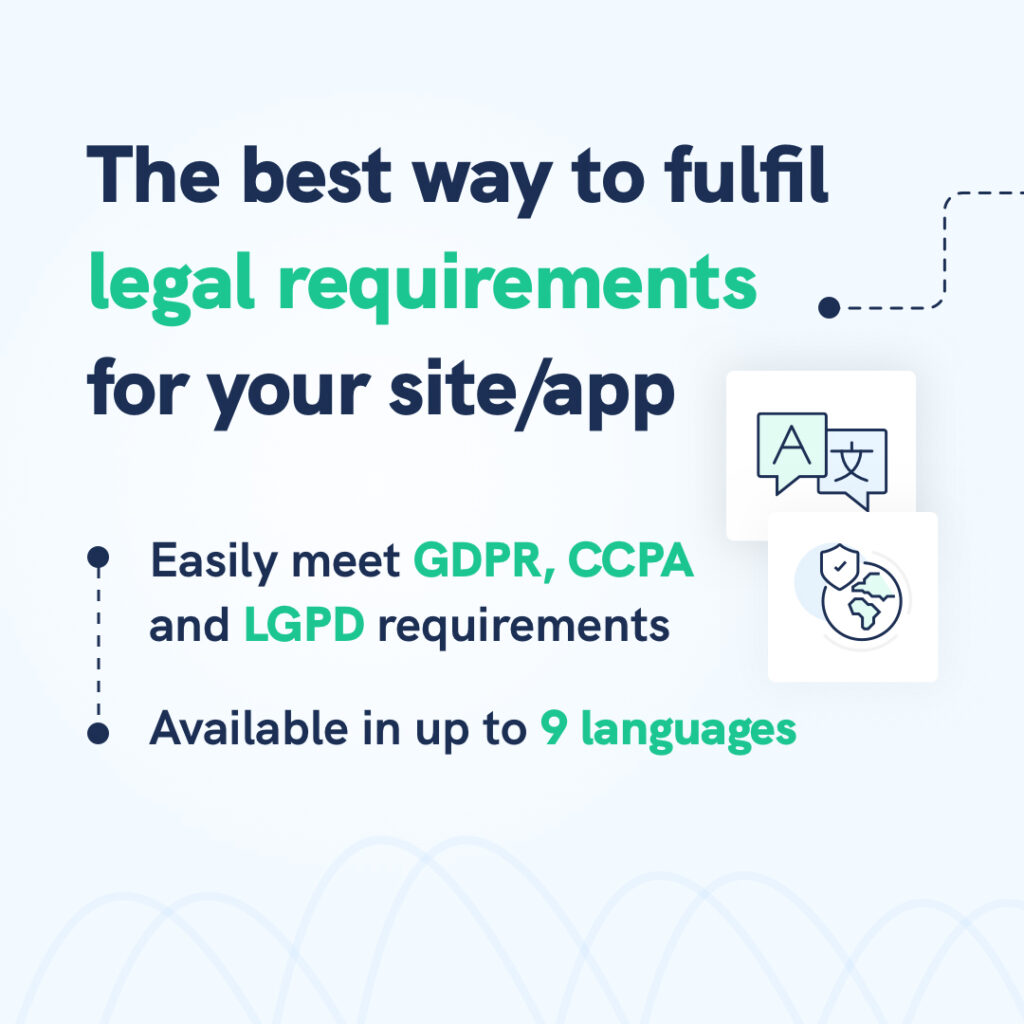 The best way to fulfil
legal requirements
for your site/app
A 文
Easily meet GDPR, CCPA
and LGPD requirements
Available in up to 9 languages